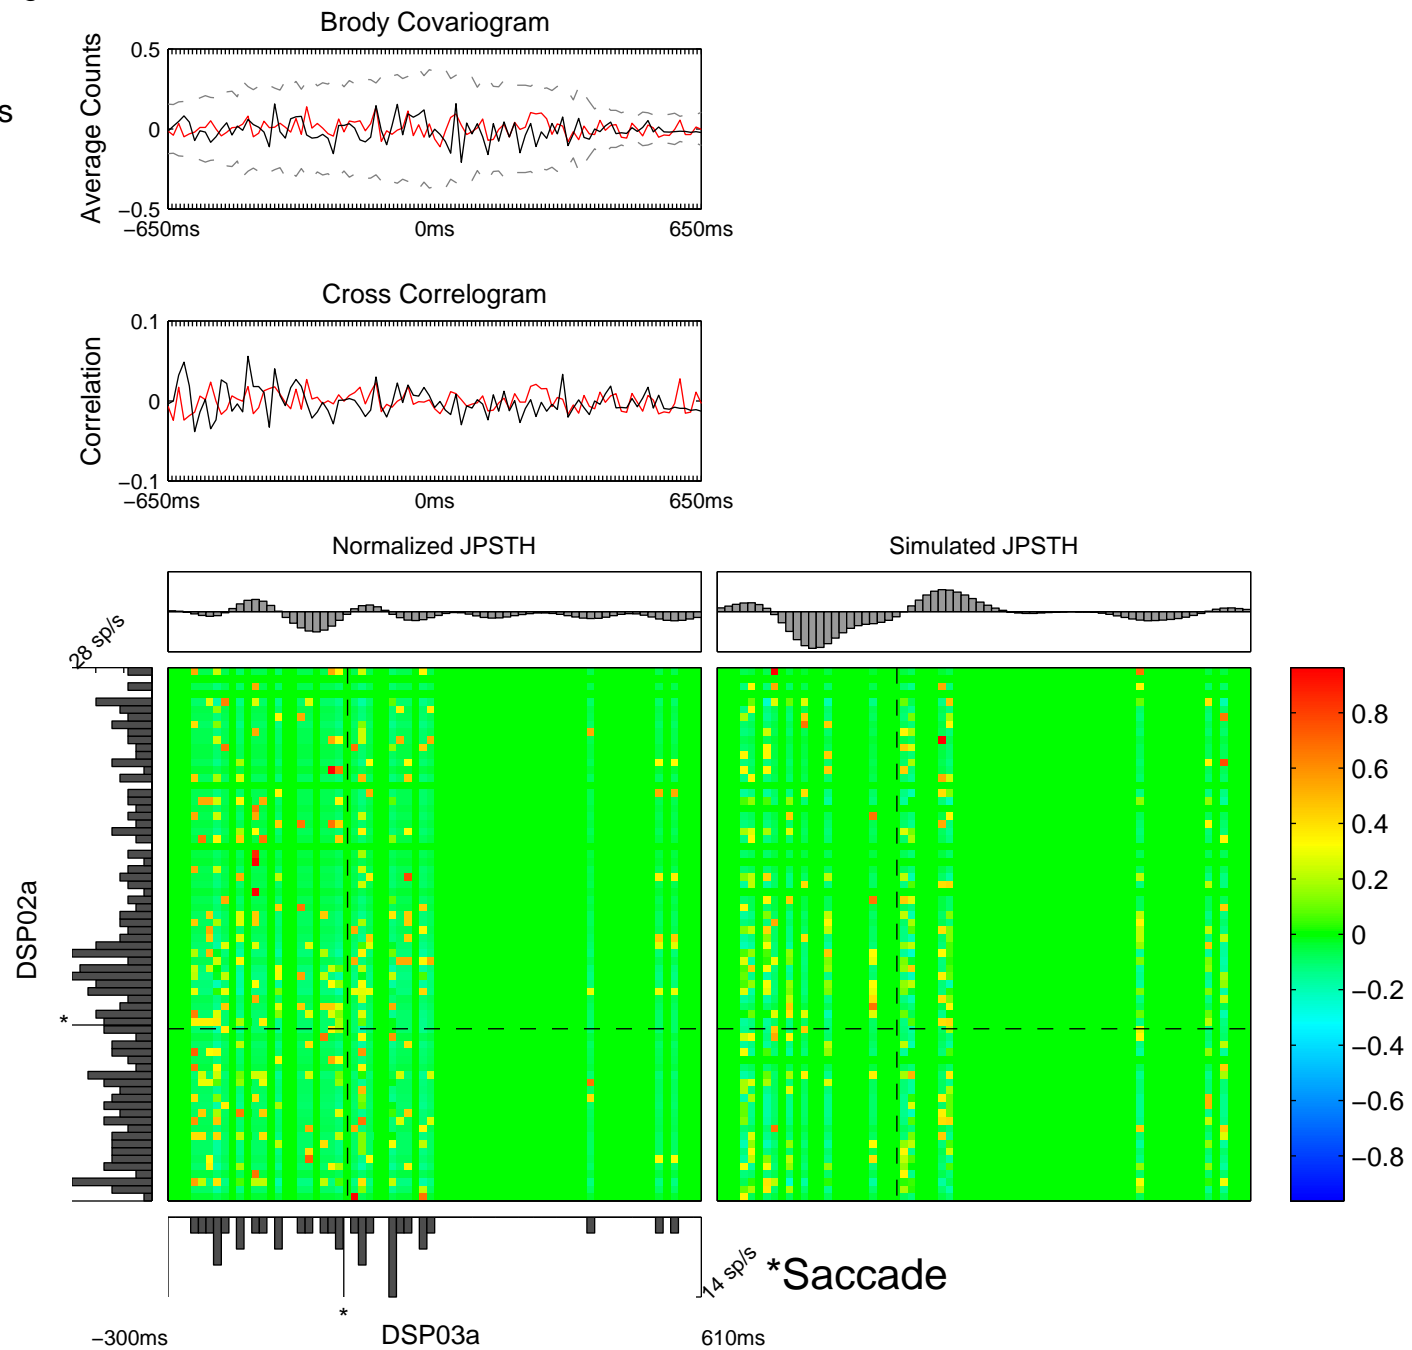 g
Brody Covariogram
0.5
Average Counts
s
0
−0.5
−650ms 0ms 650ms
Cross Correlogram
0.1
Correlation
0
−0.1
−650ms 0ms 650ms
Normalized JPSTH Simulated JPSTH
28 sp/s
0.8
0.6
0.4
0.2
DSP02a
0
−0.2
*
−0.4
−0.6
−0.8
14 sp/s
*Saccade
*
DSP03a
−300ms 610ms